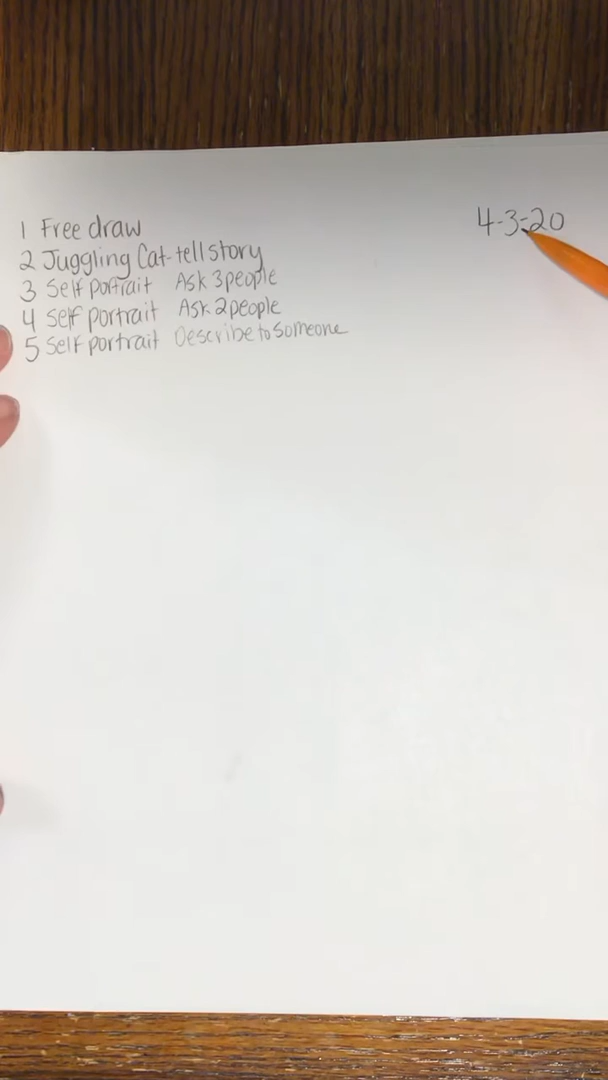 1 Free draw
4-3-20
2 Juggling Cat-tell story
3 Self portrait Ask 3 people
4 Self portrait Ask 2 people
5 Self portrait Describe to someone